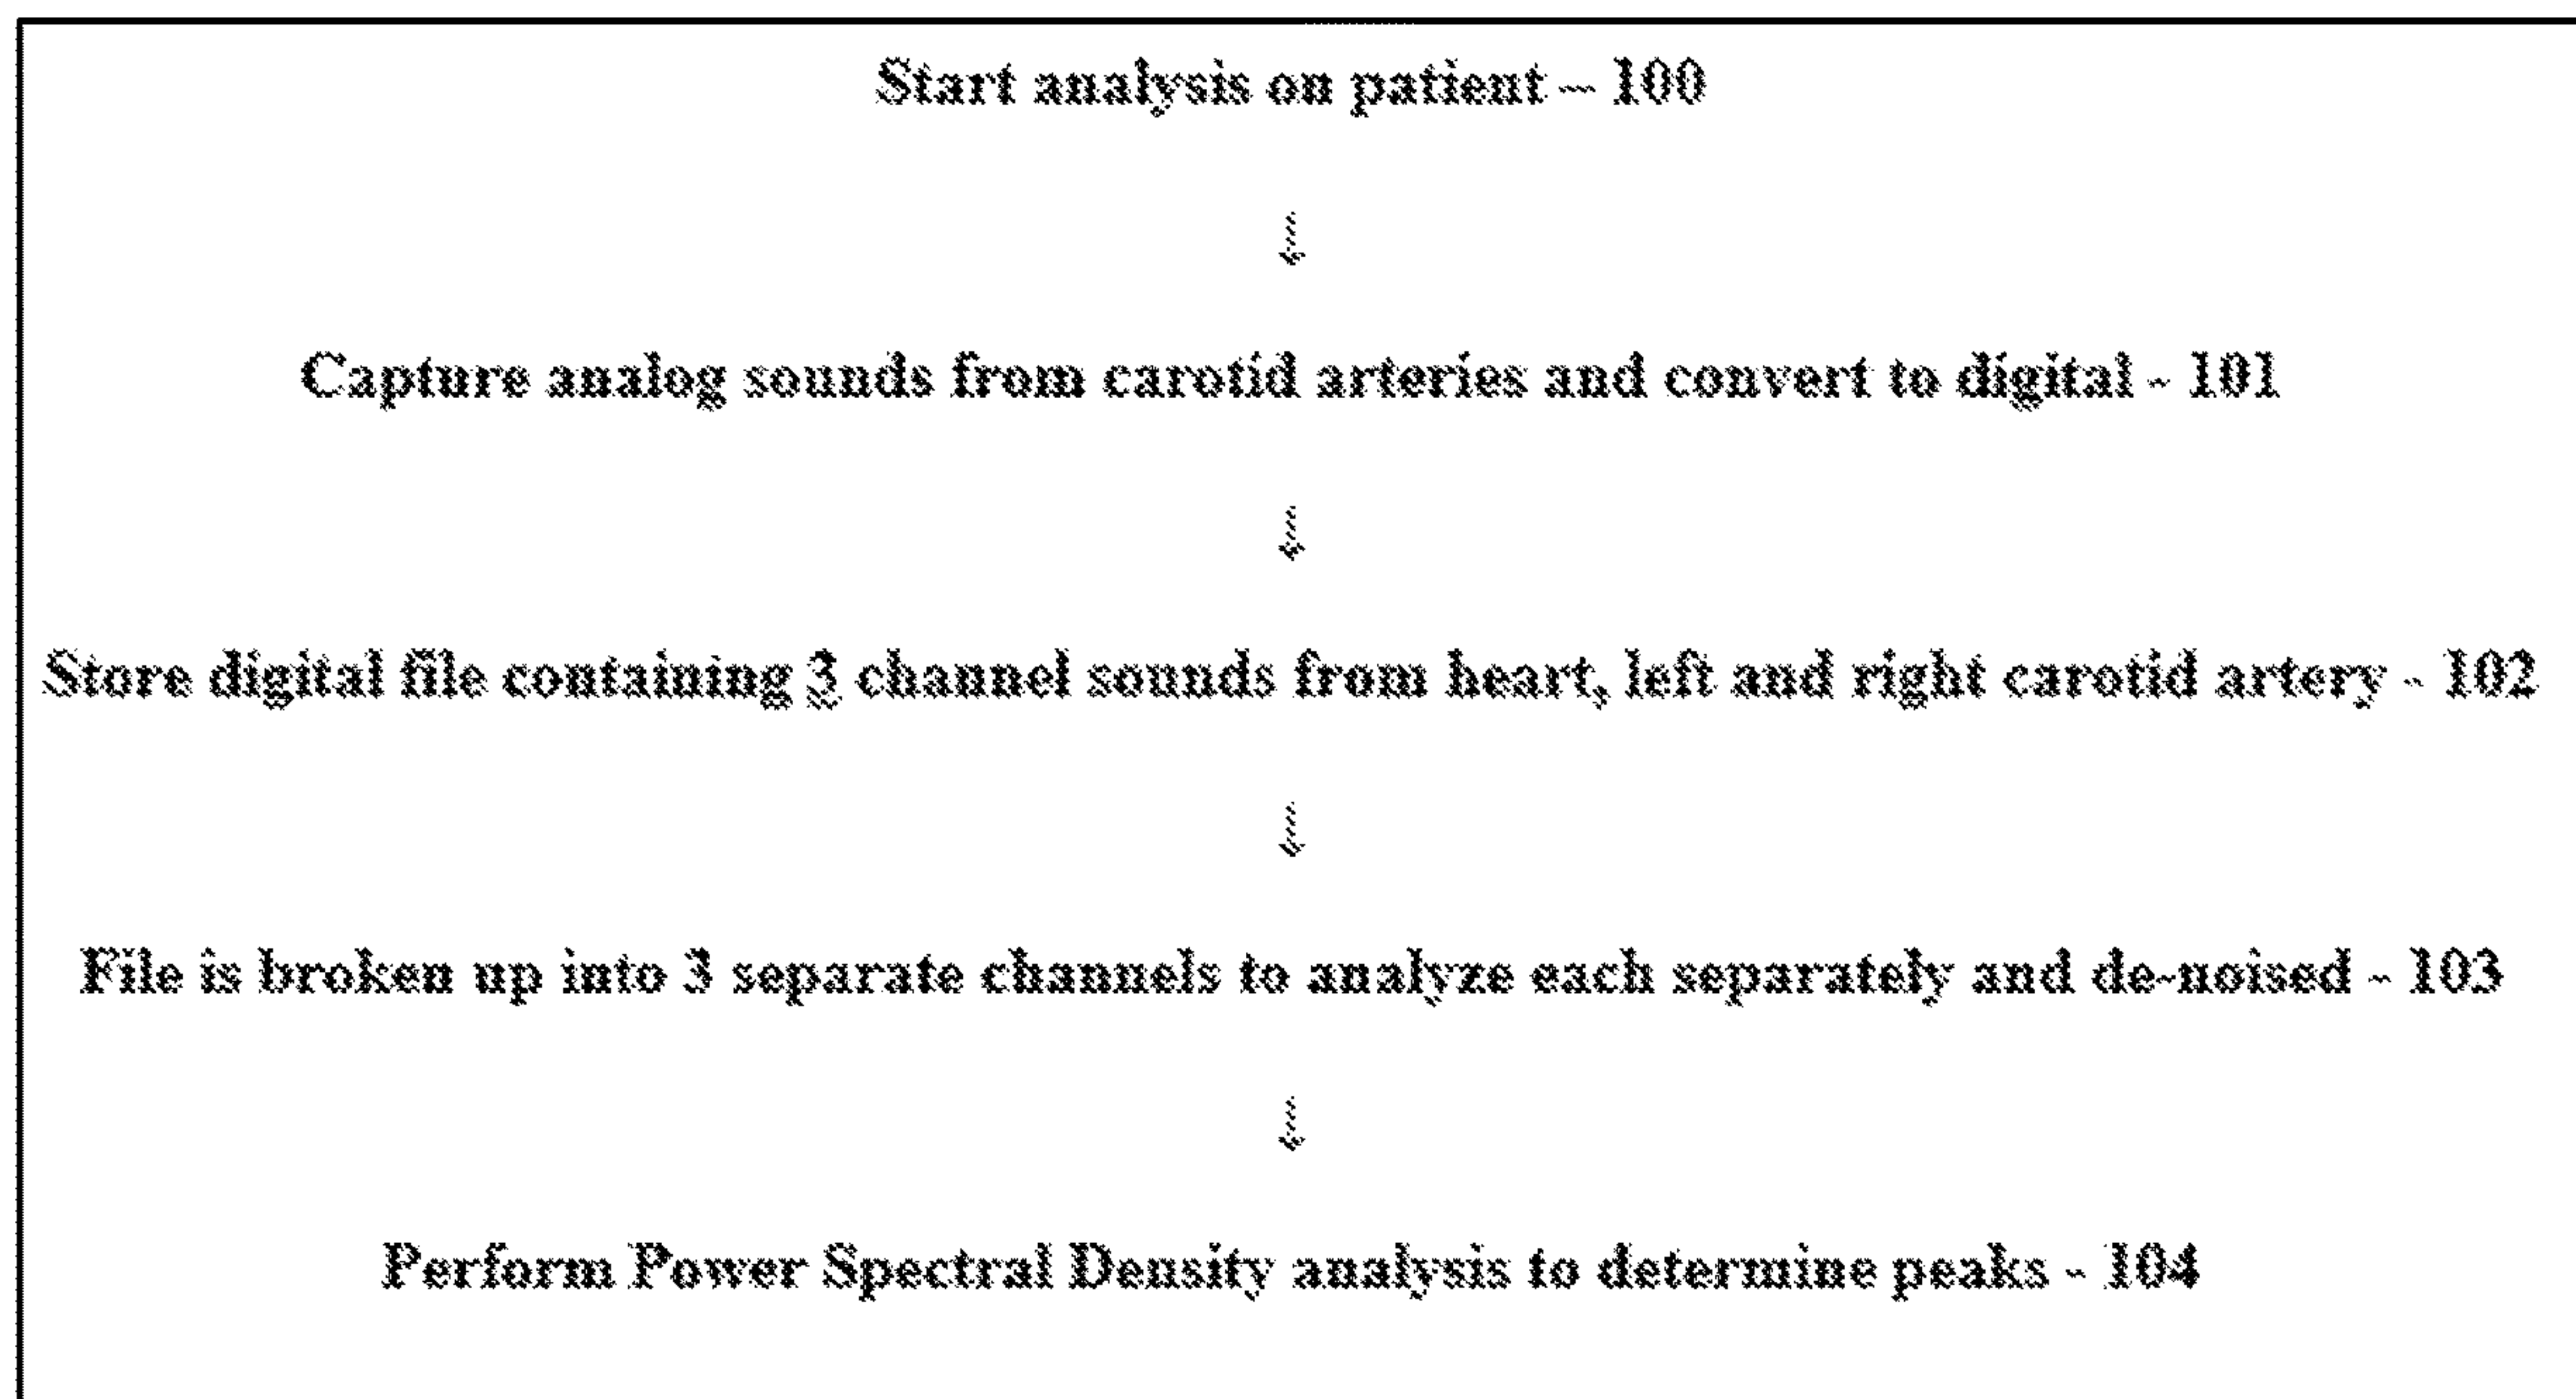 Start analysis on patient – 100
↓
Capture analog sounds from carotid arteries and convert to digital - 101
↓
Store digital file containing 3 channel sounds from heart, left and right carotid artery - 102
↓
File is broken up into 3 separate channels to analyze each separately and de-noised - 103
↓
Perform Power Spectral Density analysis to determine peaks - 104